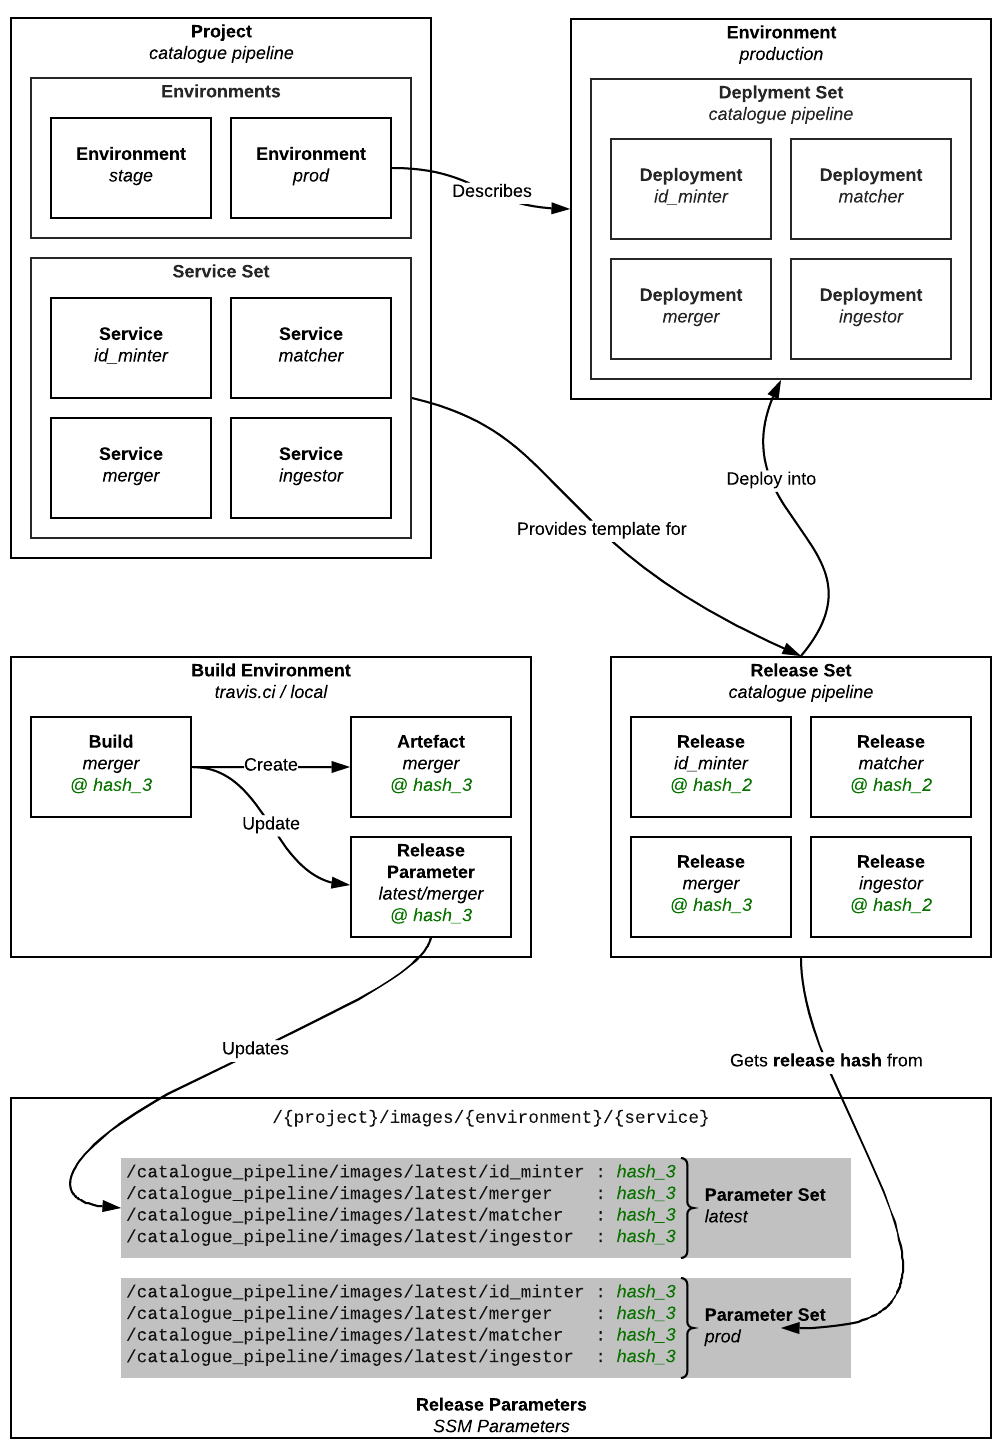 Project
catalogue pipeline
Environments
Environment
stage
Environment
prod
Service Set
Service
id_minter
Service
matcher
Service
merger
Service
ingestor
Describes
Environment
production
Deplyment Set
catalogue pipeline
Deployment
id_minter
Deployment
matcher
Deployment
merger
Deployment
ingestor
Deploy into
Provides template for
Build Environment
travis.ci / local
Build
merger
@ hash_3
Create
Update
Artefact
merger
@ hash_3
Release
Parameter
latest/merger
@ hash_3
Release Set
catalogue pipeline
Release
id_minter
@ hash_2
Release
matcher
@ hash_2
Release
merger
@ hash_3
Release
ingestor
@ hash_2
Updates
Gets release hash from
/{project}/images/{environment}/{service}
/catalogue_pipeline/images/latest/id_minter : hash_3
/catalogue_pipeline/images/latest/merger : hash_3
/catalogue_pipeline/images/latest/matcher : hash_3
/catalogue_pipeline/images/latest/ingestor : hash_3
Parameter Set
latest
/catalogue_pipeline/images/latest/id_minter : hash_3
/catalogue_pipeline/images/latest/merger : hash_3
/catalogue_pipeline/images/latest/matcher : hash_3
/catalogue_pipeline/images/latest/ingestor : hash_3
Parameter Set
prod
Release Parameters
SSM Parameters